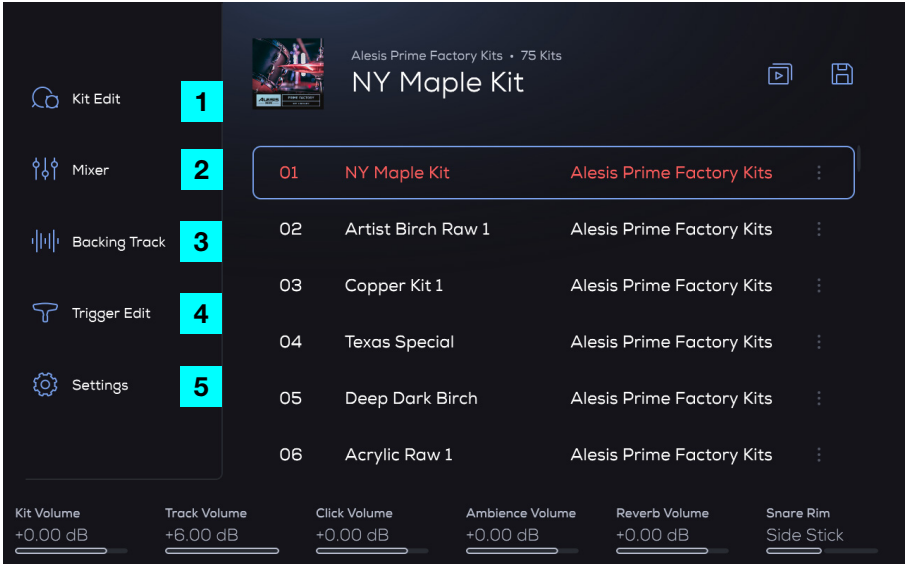 Alesis Prime Factory Kits • 75 Kits
NY Maple Kit
Kit Edit 1
Mixer 2
Backing Track 3
Trigger Edit 4
Settings 5
01 NY Maple Kit Alesis Prime Factory Kits
02 Artist Birch Raw 1 Alesis Prime Factory Kits
03 Copper Kit 1 Alesis Prime Factory Kits
04 Texas Special Alesis Prime Factory Kits
05 Deep Dark Birch Alesis Prime Factory Kits
06 Acrylic Raw 1 Alesis Prime Factory Kits
Kit Volume Track Volume Click Volume Ambience Volume Reverb Volume Snare Rim
+0.00 dB +6.00 dB +0.00 dB +0.00 dB +0.00 dB Side Stick